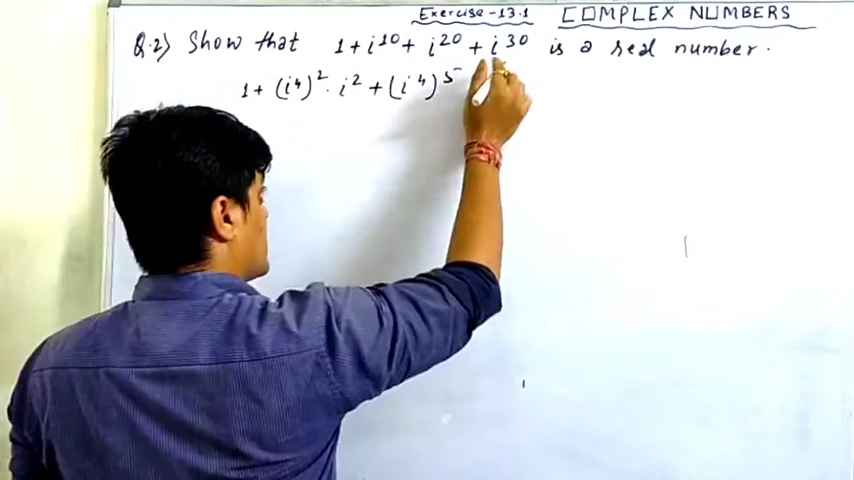 Exercise-13.1 COMPLEX NUMBERS
Q.2) Show that 1 + i¹⁰ + i²⁰ + i³⁰ is a real number.
1 + (i⁴)² · i² + (i⁴)⁵